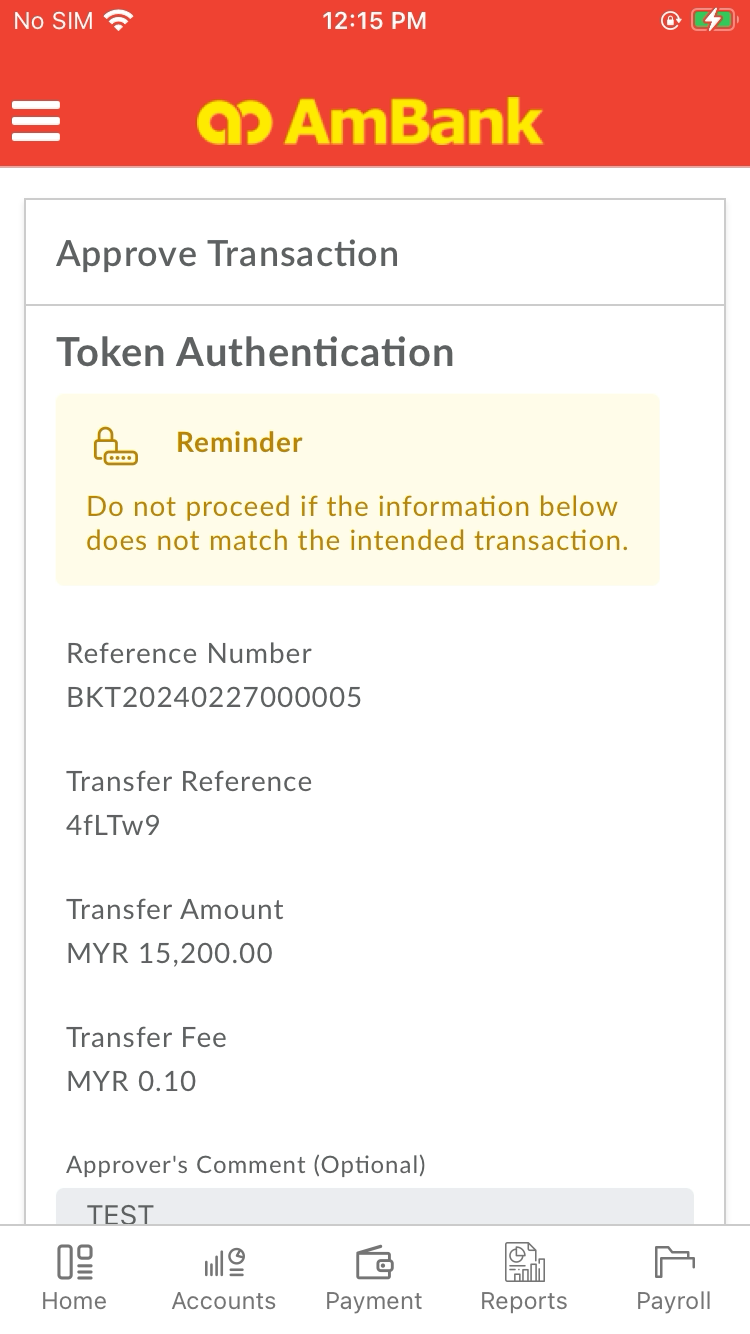 No SIM 12:15 PM
AmBank
Approve Transaction
Token Authentication
Reminder
Do not proceed if the information below
does not match the intended transaction.
Reference Number
BKT20240227000005
Transfer Reference
4fLTw9
Transfer Amount
MYR 15,200.00
Transfer Fee
MYR 0.10
Approver's Comment (Optional)
TEST
Home Accounts Payment Reports Payroll